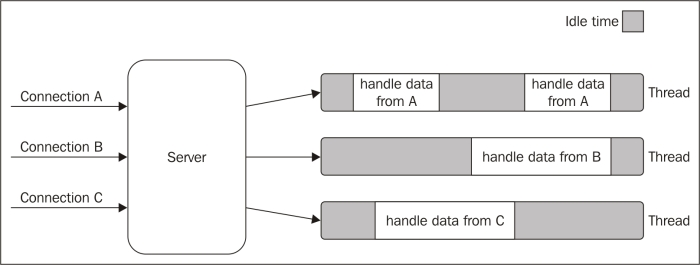 Idle time
Connection A
Connection B
Connection C
Server
handle data
from A
handle data
from A
Thread
handle data from B
Thread
handle data from C
Thread